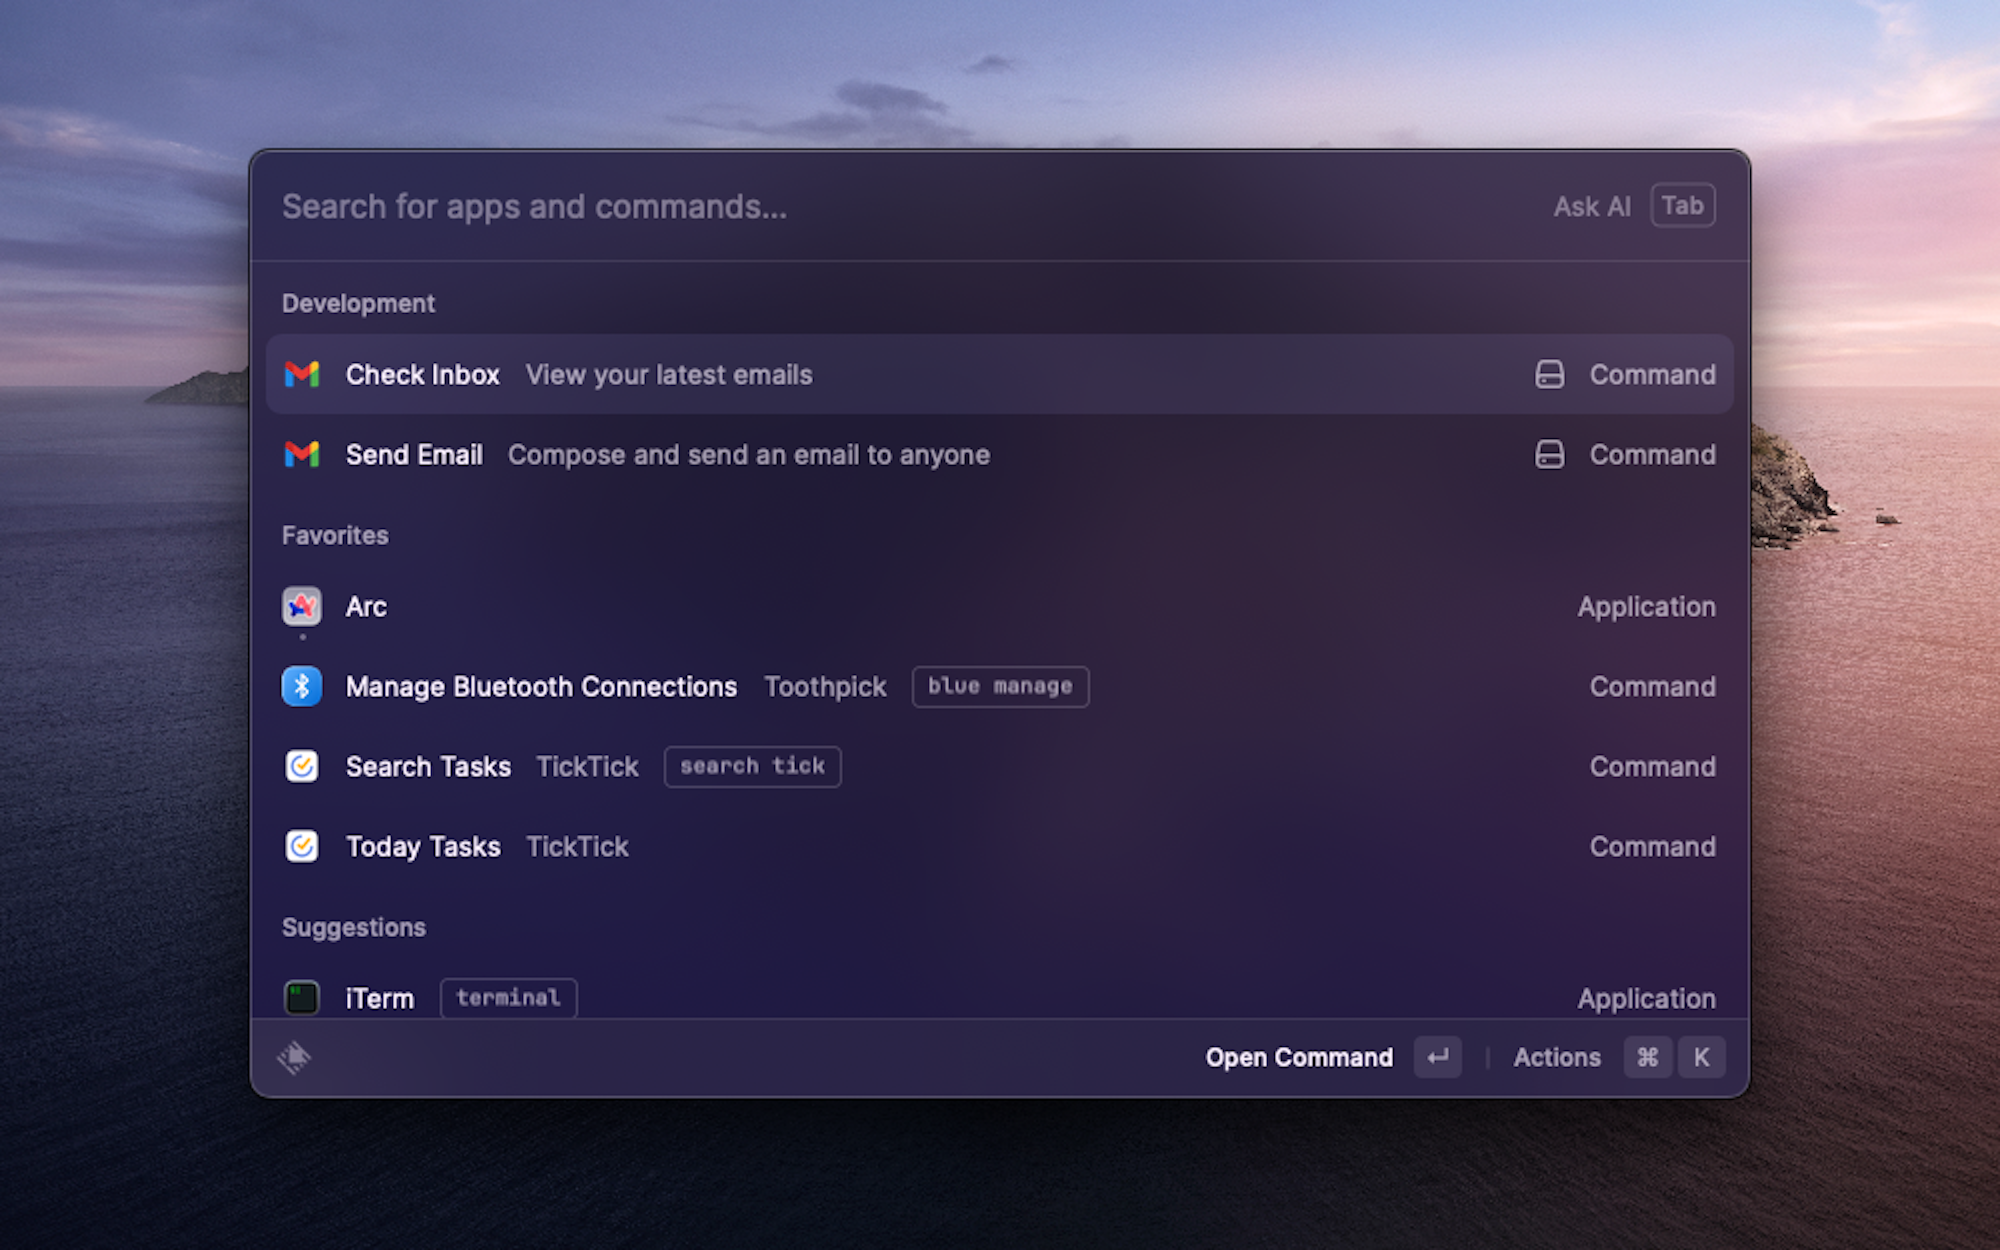 Search for apps and commands... Ask AI Tab
Development
Check Inbox View your latest emails Command
Send Email Compose and send an email to anyone Command
Favorites
Arc Application
Manage Bluetooth Connections Toothpick blue manage Command
Search Tasks TickTick search tick Command
Today Tasks TickTick Command
Suggestions
iTerm terminal Application
Open Command ↵ | Actions ⌘ K